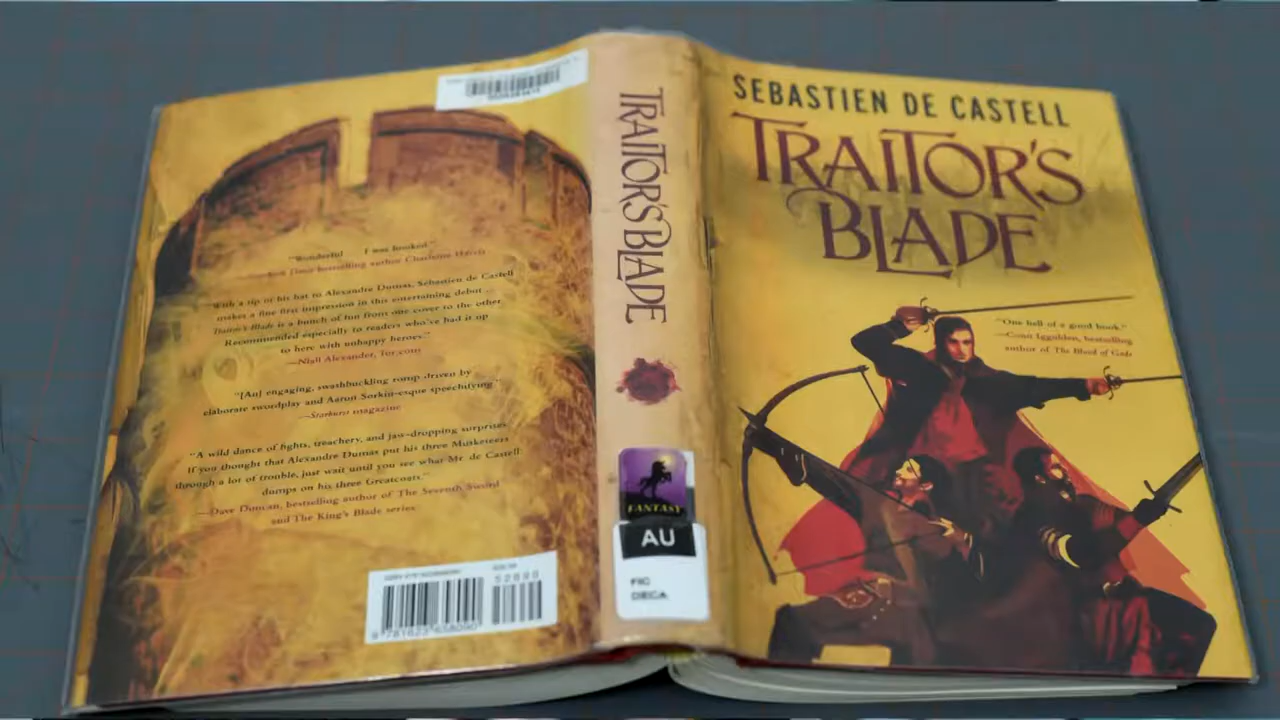 "Wonderful I was hooked."
bestselling author Charlaine Harris
"With a tip of his hat to Alexandre Dumas, Sebastien de Castell
makes a fine first impression in this entertaining debut . .
Traitor's Blade is a bunch of fun from one cover to the other
Recommended especially to readers who've had it up
to here with unhappy heroes."
—Niall Alexander, Tor.com
"[An] engaging, swashbuckling romp driven by
elaborate swordplay and Aaron Sorkin-esque speechifying
—Starburst magazine
"A wild dance of fights, treachery, and jaw-dropping surprises
If you thought that Alexandre Dumas put his three Musketeers
through a lot of trouble, just wait until you see what Mr. de Castell
dumps on his three Greatcoats."
—Dave Duncan, bestselling author of The Seventh Sword
and The King's Blade series
52699
TRAITOR'S BLADE
FANTASY
AU
FIC
DECA
SEBASTIEN DE CASTELL
TRAITOR'S
BLADE
"One hell of a good book."
—Conn Iggulden, bestselling
author of The Blood of Gods